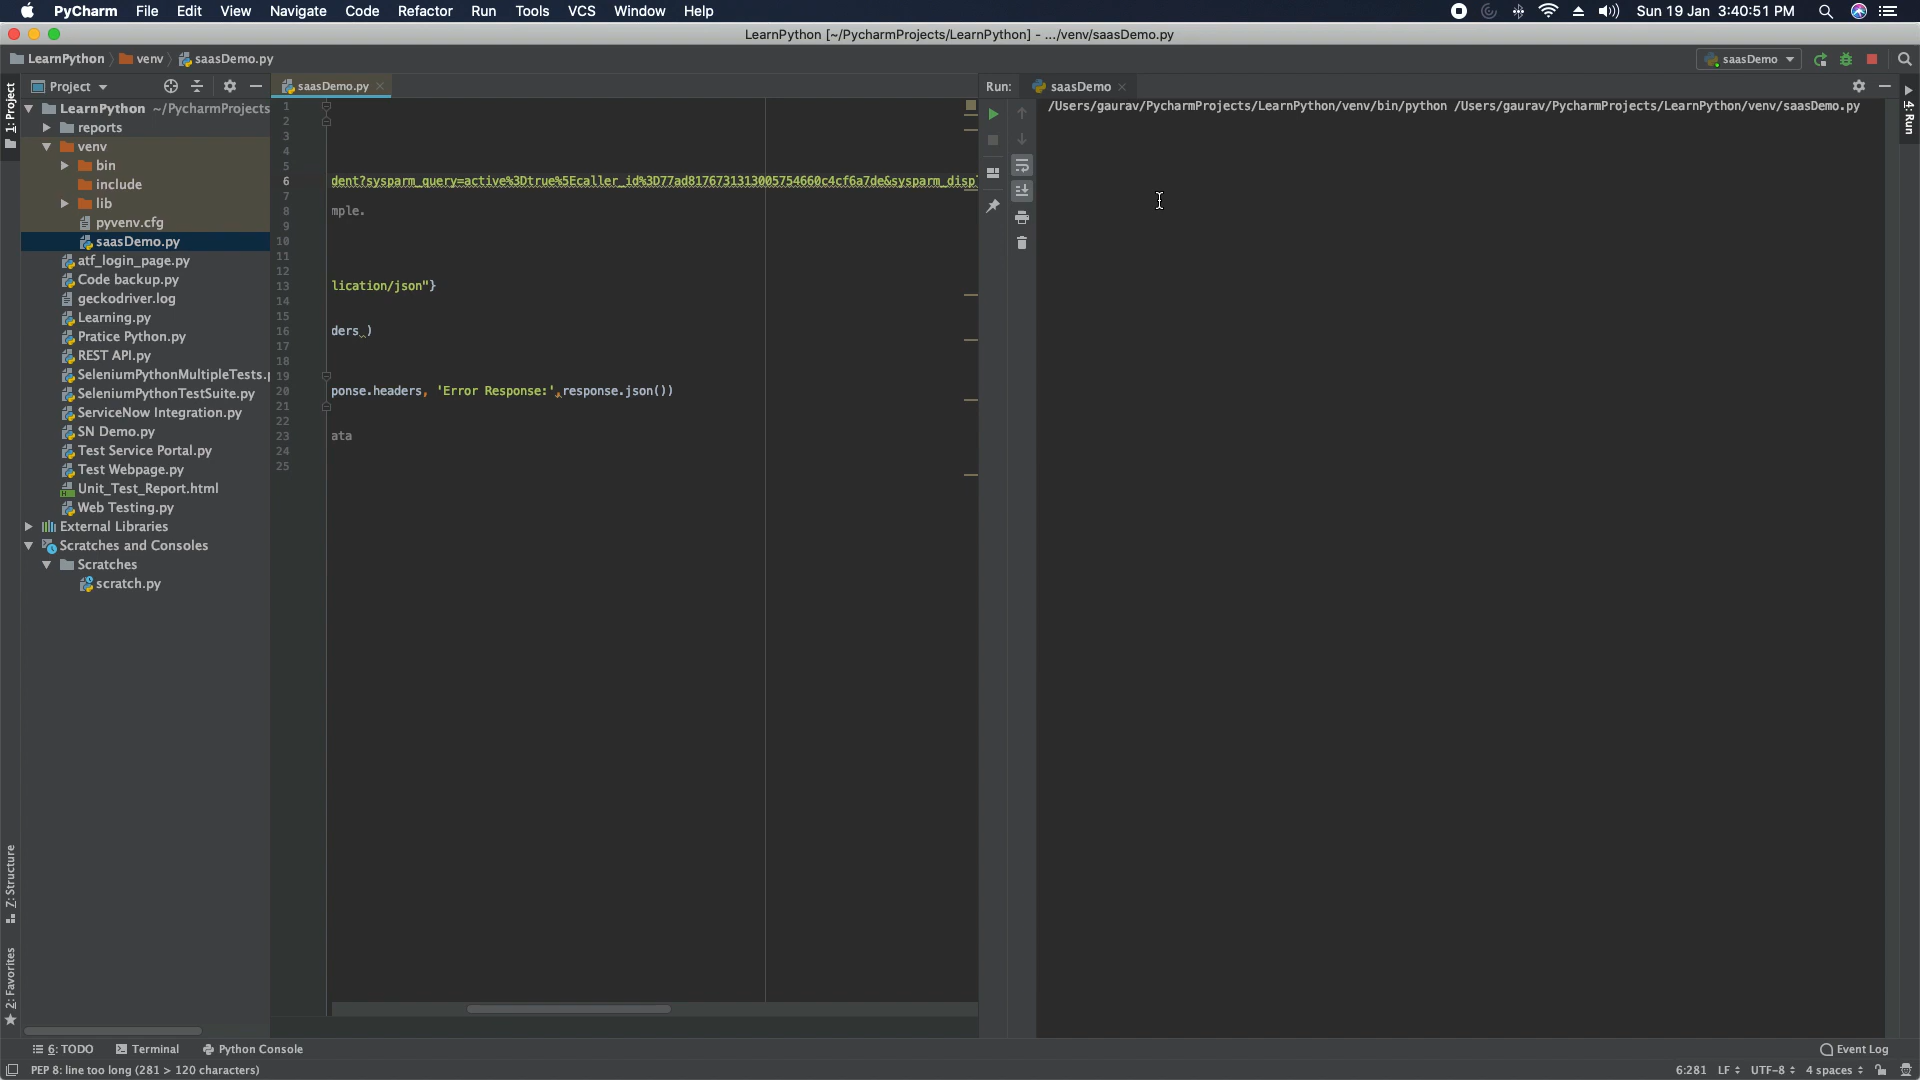 PyCharm File Edit View Navigate Code Refactor Run Tools VCS Window Help Sun 19 Jan 3:40:51 PM
LearnPython [~/PycharmProjects/LearnPython] - .../venv/saasDemo.py
LearnPython venv saasDemo.py saasDemo
1: Project
Project
LearnPython ~/PycharmProjects
reports
venv
bin
include
lib
pyvenv.cfg
saasDemo.py
atf_login_page.py
Code backup.py
geckodriver.log
Learning.py
Pratice Python.py
REST API.py
SeleniumPythonMultipleTests.
SeleniumPythonTestSuite.py
ServiceNow Integration.py
SN Demo.py
Test Service Portal.py
Test Webpage.py
Unit_Test_Report.html
Web Testing.py
External Libraries
Scratches and Consoles
Scratches
scratch.py
saasDemo.py
1
2
3
4
5
6 dent?sysparm_query=active%3Dtrue%5Ecaller_id%3D77ad8176731313005754660c4cf6a7de&sysparm_disp
7
8 mple.
9
10
11
12
13 lication/json"}
14
15
16 ders )
17
18
19
20 ponse.headers, 'Error Response:',response.json())
21
22
23 ata
24
25
Run: saasDemo
/Users/gaurav/PycharmProjects/LearnPython/venv/bin/python /Users/gaurav/PycharmProjects/LearnPython/venv/saasDemo.py
4: Run
7: Structure
2: Favorites
6: TODO Terminal Python Console Event Log
PEP 8: line too long (281 > 120 characters) 6:281 LF UTF-8 4 spaces